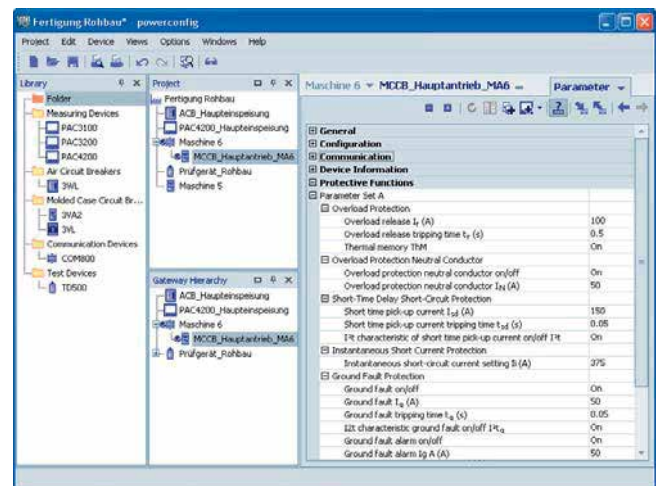 Fertigung Rohbau* - powerconfig
Project Edit Device Views Options Windows Help
Library
Folder
Measuring Devices
PAC3100
PAC3200
PAC4200
Air Circuit Breakers
3WL
Molded Case Circuit Br...
3VA2
3VL
Communication Devices
COM800
Test Devices
TD500
Project
Fertigung Rohbau
ACB_Haupteinspeisung
PAC4200_Haupteinspeisung
Maschine 6
MCCB_Hauptantrieb_MA6
Prüfgerät_Rohbau
Maschine 5
Gateway Hierarchy
ACB_Haupteinspeisung
PAC4200_Haupteinspeisung
Maschine 6
MCCB_Hauptantrieb_MA6
Prüfgerät_Rohbau
Maschine 6 MCCB_Hauptantrieb_MA6 Parameter
General
Configuration
Communication
Device Information
Protective Functions
Parameter Set A
Overload Protection
Overload release Ir (A) 100
Overload release tripping time tr (s) 0.5
Thermal memory ThM On
Overload Protection Neutral Conductor
Overload protection neutral conductor on/off On
Overload protection neutral conductor IN (A) 50
Short-Time Delay Short-Circuit Protection
Short time pick-up current Isd (A) 150
Short time pick-up current tripping time tsd (s) 0.05
I²t characteristic of short time pick-up current on/off I²t On
Instantaneous Short Current Protection
Instantaneous short-circuit current setting Ii (A) 375
Ground Fault Protection
Ground fault on/off On
Ground fault Ig (A) 50
Ground fault tripping time tg (s) 0.05
I2t characteristic ground fault on/off I²tg On
Ground fault alarm on/off On
Ground fault alarm Ig A (A) 50